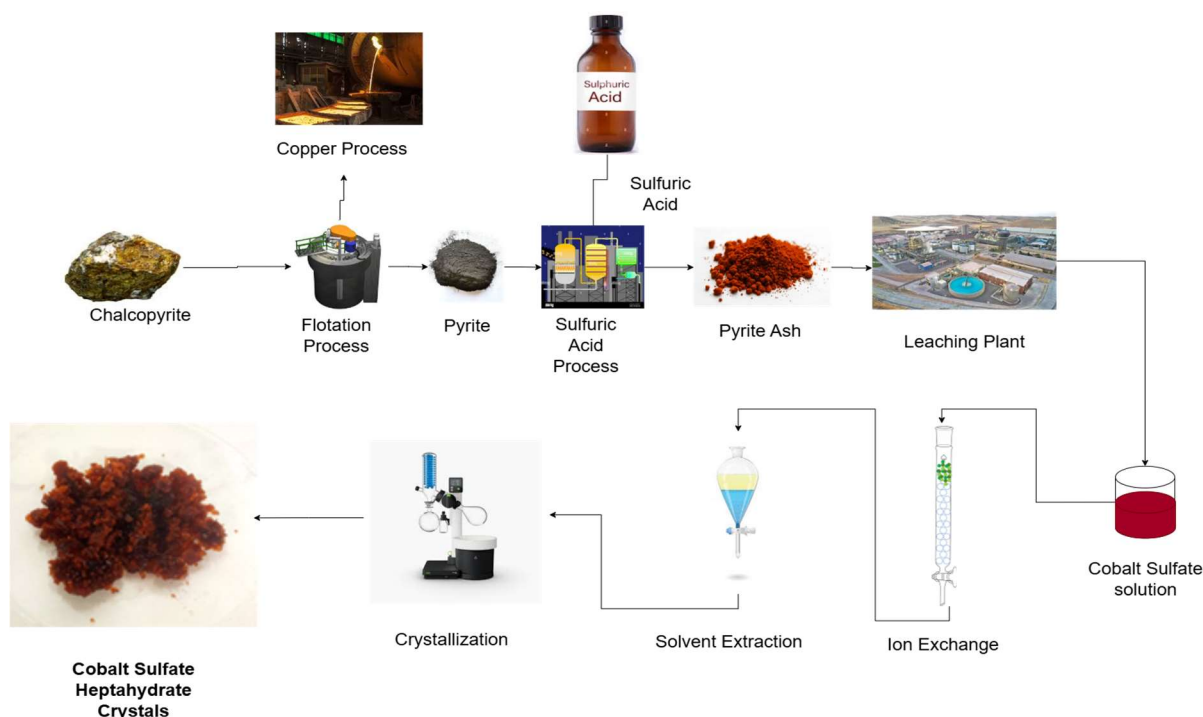 Sulphuric
Acid
Copper Process
Sulfuric
Acid
Chalcopyrite
Flotation
Process
Pyrite
Sulfuric
Acid
Process
Pyrite Ash
Leaching Plant
Cobalt Sulfate
solution
Ion Exchange
Solvent Extraction
Crystallization
Cobalt Sulfate
Heptahydrate
Crystals